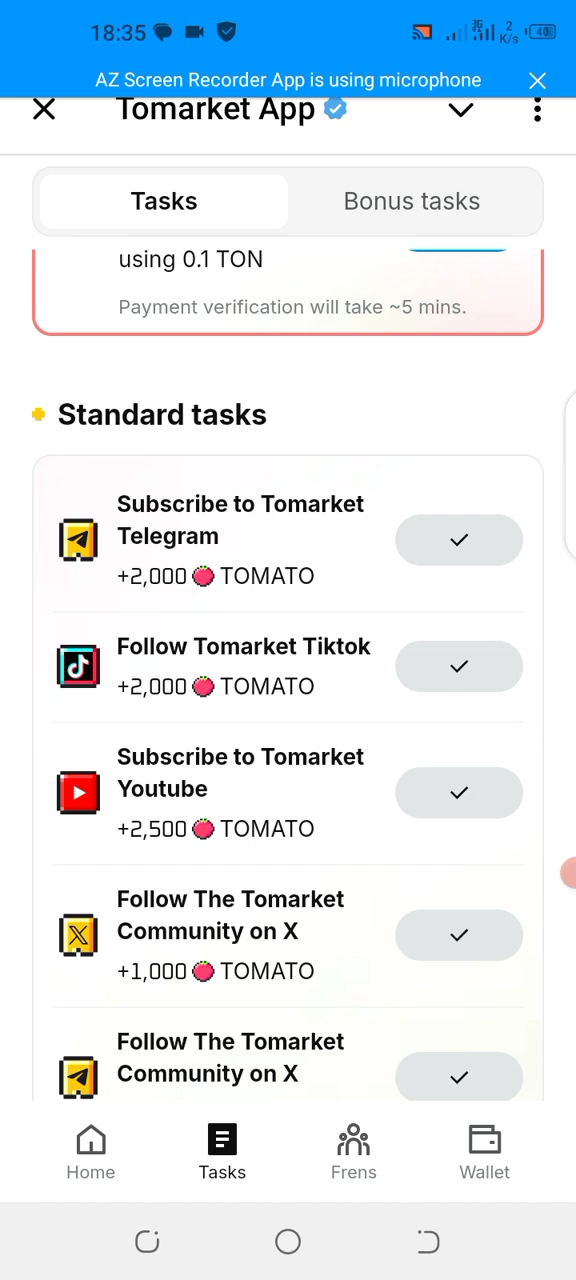 18:35
3G
2
K/s
40
AZ Screen Recorder App is using microphone
Tomarket App
Tasks
Bonus tasks
using 0.1 TON
Payment verification will take ~5 mins.
Standard tasks
Subscribe to Tomarket
Telegram
+2,000 TOMATO
Follow Tomarket Tiktok
+2,000 TOMATO
Subscribe to Tomarket
Youtube
+2,500 TOMATO
Follow The Tomarket
Community on X
+1,000 TOMATO
Follow The Tomarket
Community on X
Home
Tasks
Frens
Wallet